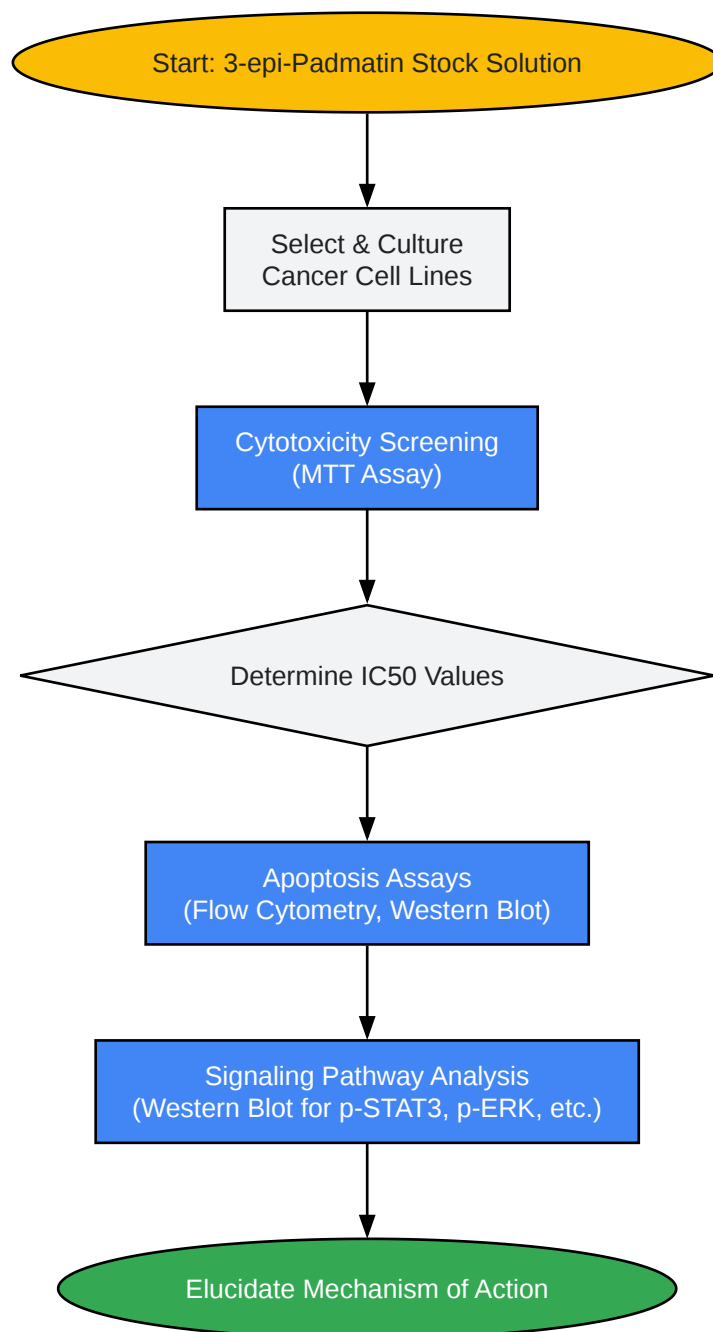 Start: 3-epi-Padmatin Stock Solution
Select & Culture
Cancer Cell Lines
Cytotoxicity Screening
(MTT Assay)
Determine IC50 Values
Apoptosis Assays
(Flow Cytometry, Western Blot)
Signaling Pathway Analysis
(Western Blot for p-STAT3, p-ERK, etc.)
Elucidate Mechanism of Action